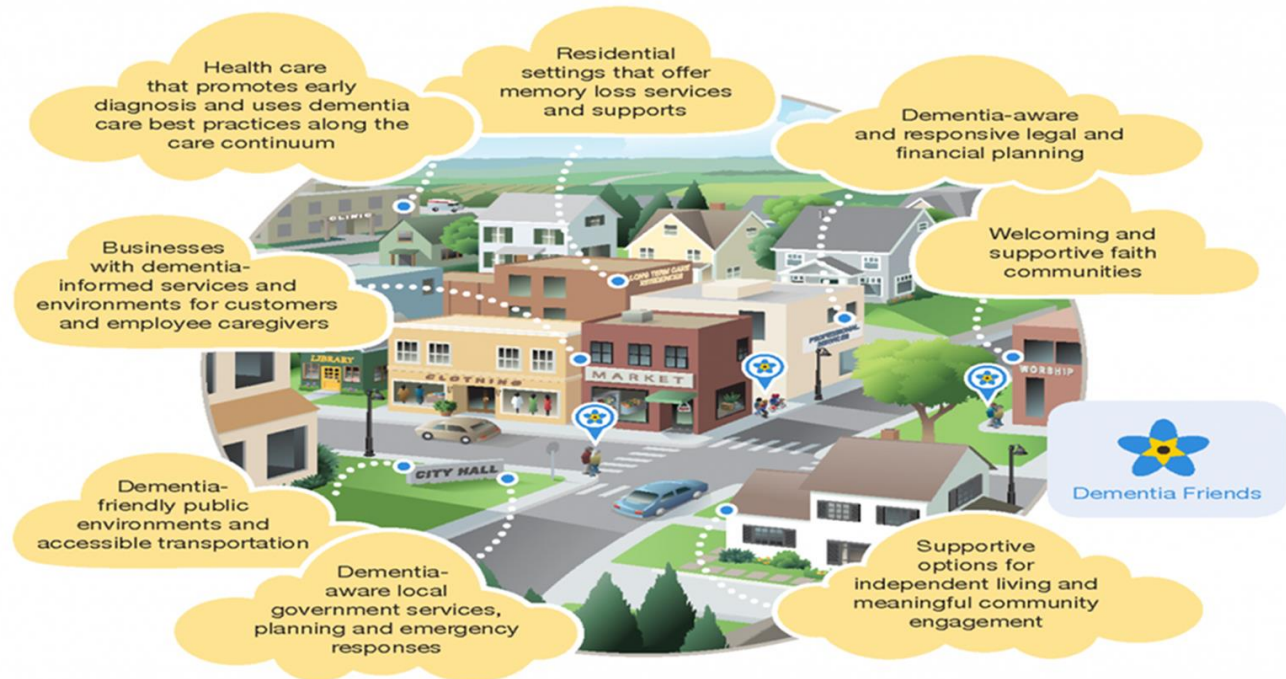 Health care
that promotes early
diagnosis and uses dementia
care best practices along the
care continuum
Residential
settings that offer
memory loss services
and supports
Dementia-aware
and responsive legal and
financial planning
Welcoming and
supportive faith
communities
Businesses
with dementia-
informed services and
environments for customers
and employee caregivers
CLINIC
LONG TERM CARE
RESIDENCES
PROFESSIONAL
SERVICES
LIBRARY
CLOTHING
MARKET
WORSHIP
CITY HALL
Dementia Friends
Dementia-
friendly public
environments and
accessible transportation
Dementia-
aware local
government services,
planning and emergency
responses
Supportive
options for
independent living and
meaningful community
engagement